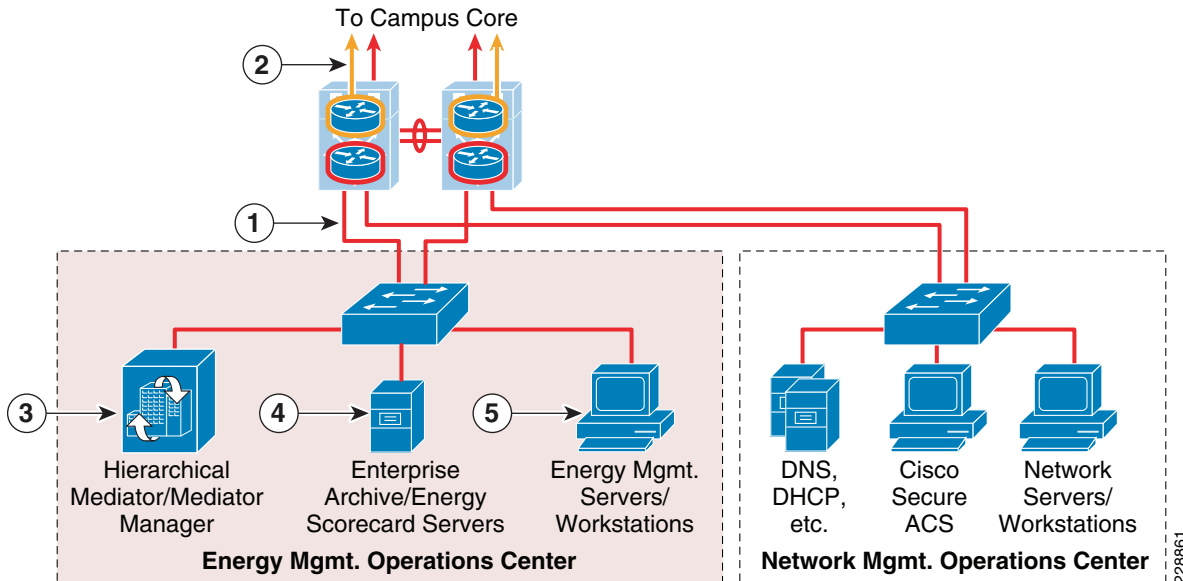 To Campus Core
2
1
3
4
5
Hierarchical
Mediator/Mediator
Manager
Enterprise
Archive/Energy
Scorecard Servers
Energy Mgmt.
Servers/
Workstations
Energy Mgmt. Operations Center
DNS,
DHCP,
etc.
Cisco
Secure
ACS
Network
Servers/
Workstations
Network Mgmt. Operations Center
228861